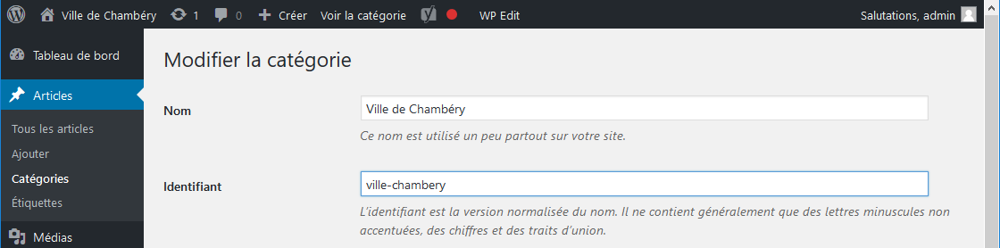 Ville de Chambéry 1 0 Créer Voir la catégorie WP Edit Salutations, admin
Tableau de bord
Articles
Tous les articles
Ajouter
Catégories
Étiquettes
Médias
Modifier la catégorie
Nom
Ville de Chambéry
Ce nom est utilisé un peu partout sur votre site.
Identifiant
ville-chambery
L'identifiant est la version normalisée du nom. Il ne contient généralement que des lettres minuscules non
accentuées, des chiffres et des traits d'union.